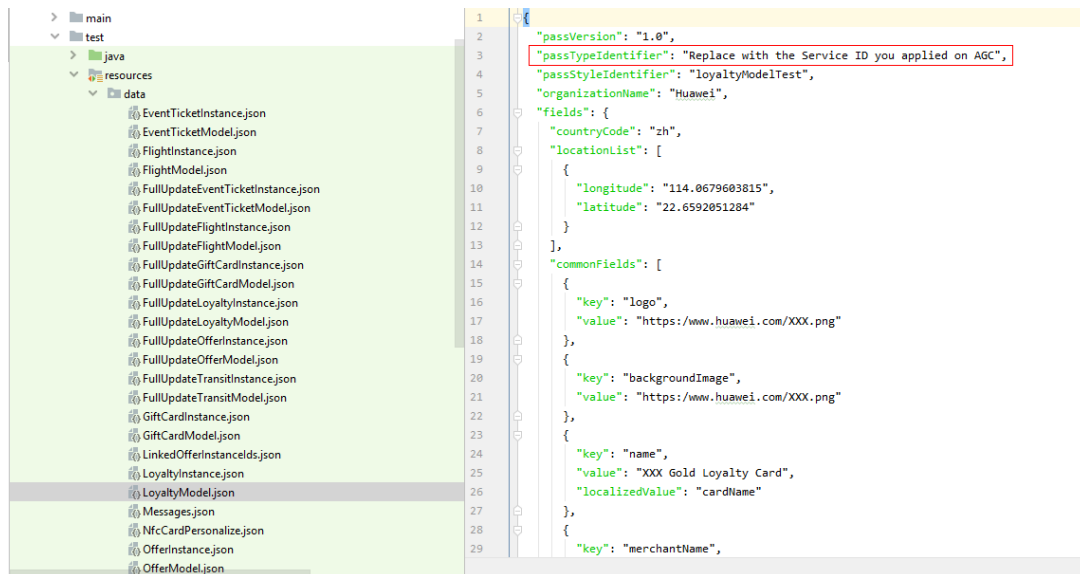 main
test
java
resources
data
EventTicketInstance.json
EventTicketModel.json
FlightInstance.json
FlightModel.json
FullUpdateEventTicketInstance.json
FullUpdateEventTicketModel.json
FullUpdateFlightInstance.json
FullUpdateFlightModel.json
FullUpdateGiftCardInstance.json
FullUpdateGiftCardModel.json
FullUpdateLoyaltyInstance.json
FullUpdateLoyaltyModel.json
FullUpdateOfferInstance.json
FullUpdateOfferModel.json
FullUpdateTransitInstance.json
FullUpdateTransitModel.json
GiftCardInstance.json
GiftCardModel.json
LinkedOfferInstanceIds.json
LoyaltyInstance.json
LoyaltyModel.json
Messages.json
NfcCardPersonalize.json
OfferInstance.json
OfferModel.json
1 {
2 "passVersion": "1.0",
3 "passTypeIdentifier": "Replace with the Service ID you applied on AGC",
4 "passStyleIdentifier": "loyaltyModelTest",
5 "organizationName": "Huawei",
6 "fields": {
7 "countryCode": "zh",
8 "locationList": [
9 {
10 "longitude": "114.0679603815",
11 "latitude": "22.6592051284"
12 }
13 ],
14 "commonFields": [
15 {
16 "key": "logo",
17 "value": "https:/www.huawei.com/XXX.png"
18 },
19 {
20 "key": "backgroundImage",
21 "value": "https:/www.huawei.com/XXX.png"
22 },
23 {
24 "key": "name",
25 "value": "XXX Gold Loyalty Card",
26 "localizedValue": "cardName"
27 },
28 {
29 "key": "merchantName",